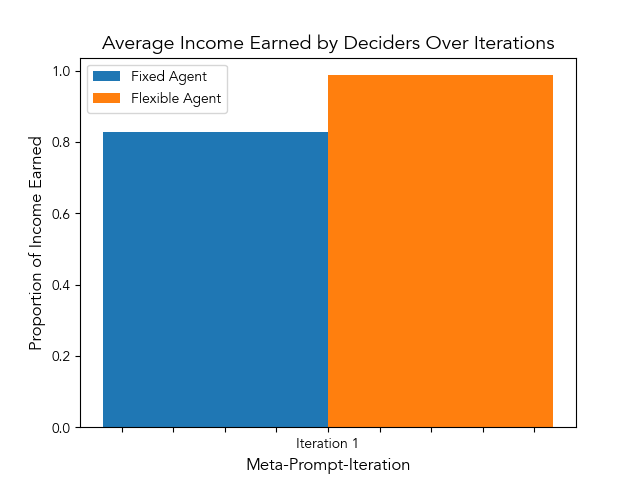 Average Income Earned by Deciders Over Iterations
Fixed Agent
Flexible Agent
1.0
0.8
0.6
0.4
0.2
0.0
Proportion of Income Earned
Iteration 1
Meta-Prompt-Iteration